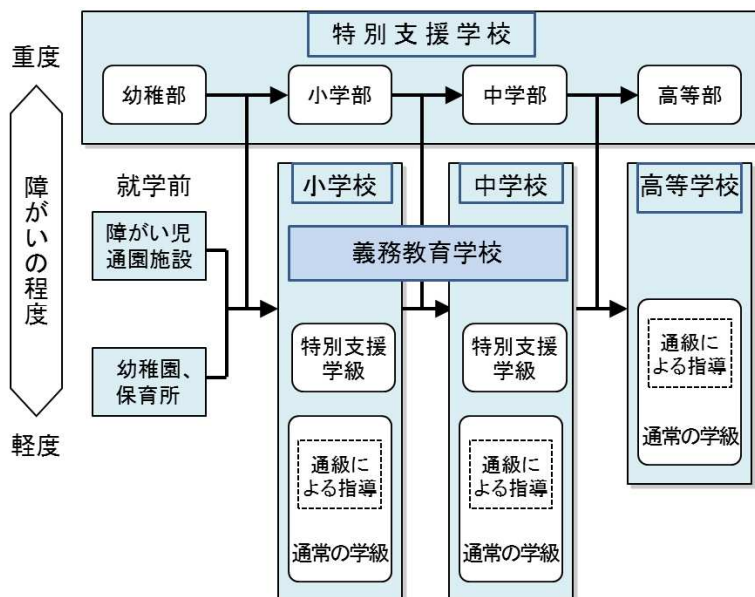 特別支援学校
重度
幼稚部
小学部
中学部
高等部
障がいの程度
軽度
就学前
障がい児
通園施設
幼稚園、
保育所
小学校
中学校
高等学校
義務教育学校
特別支援
学級
通級に
よる指導
通常の学級
特別支援
学級
通級に
よる指導
通常の学級
通級に
よる指導
通常の学級